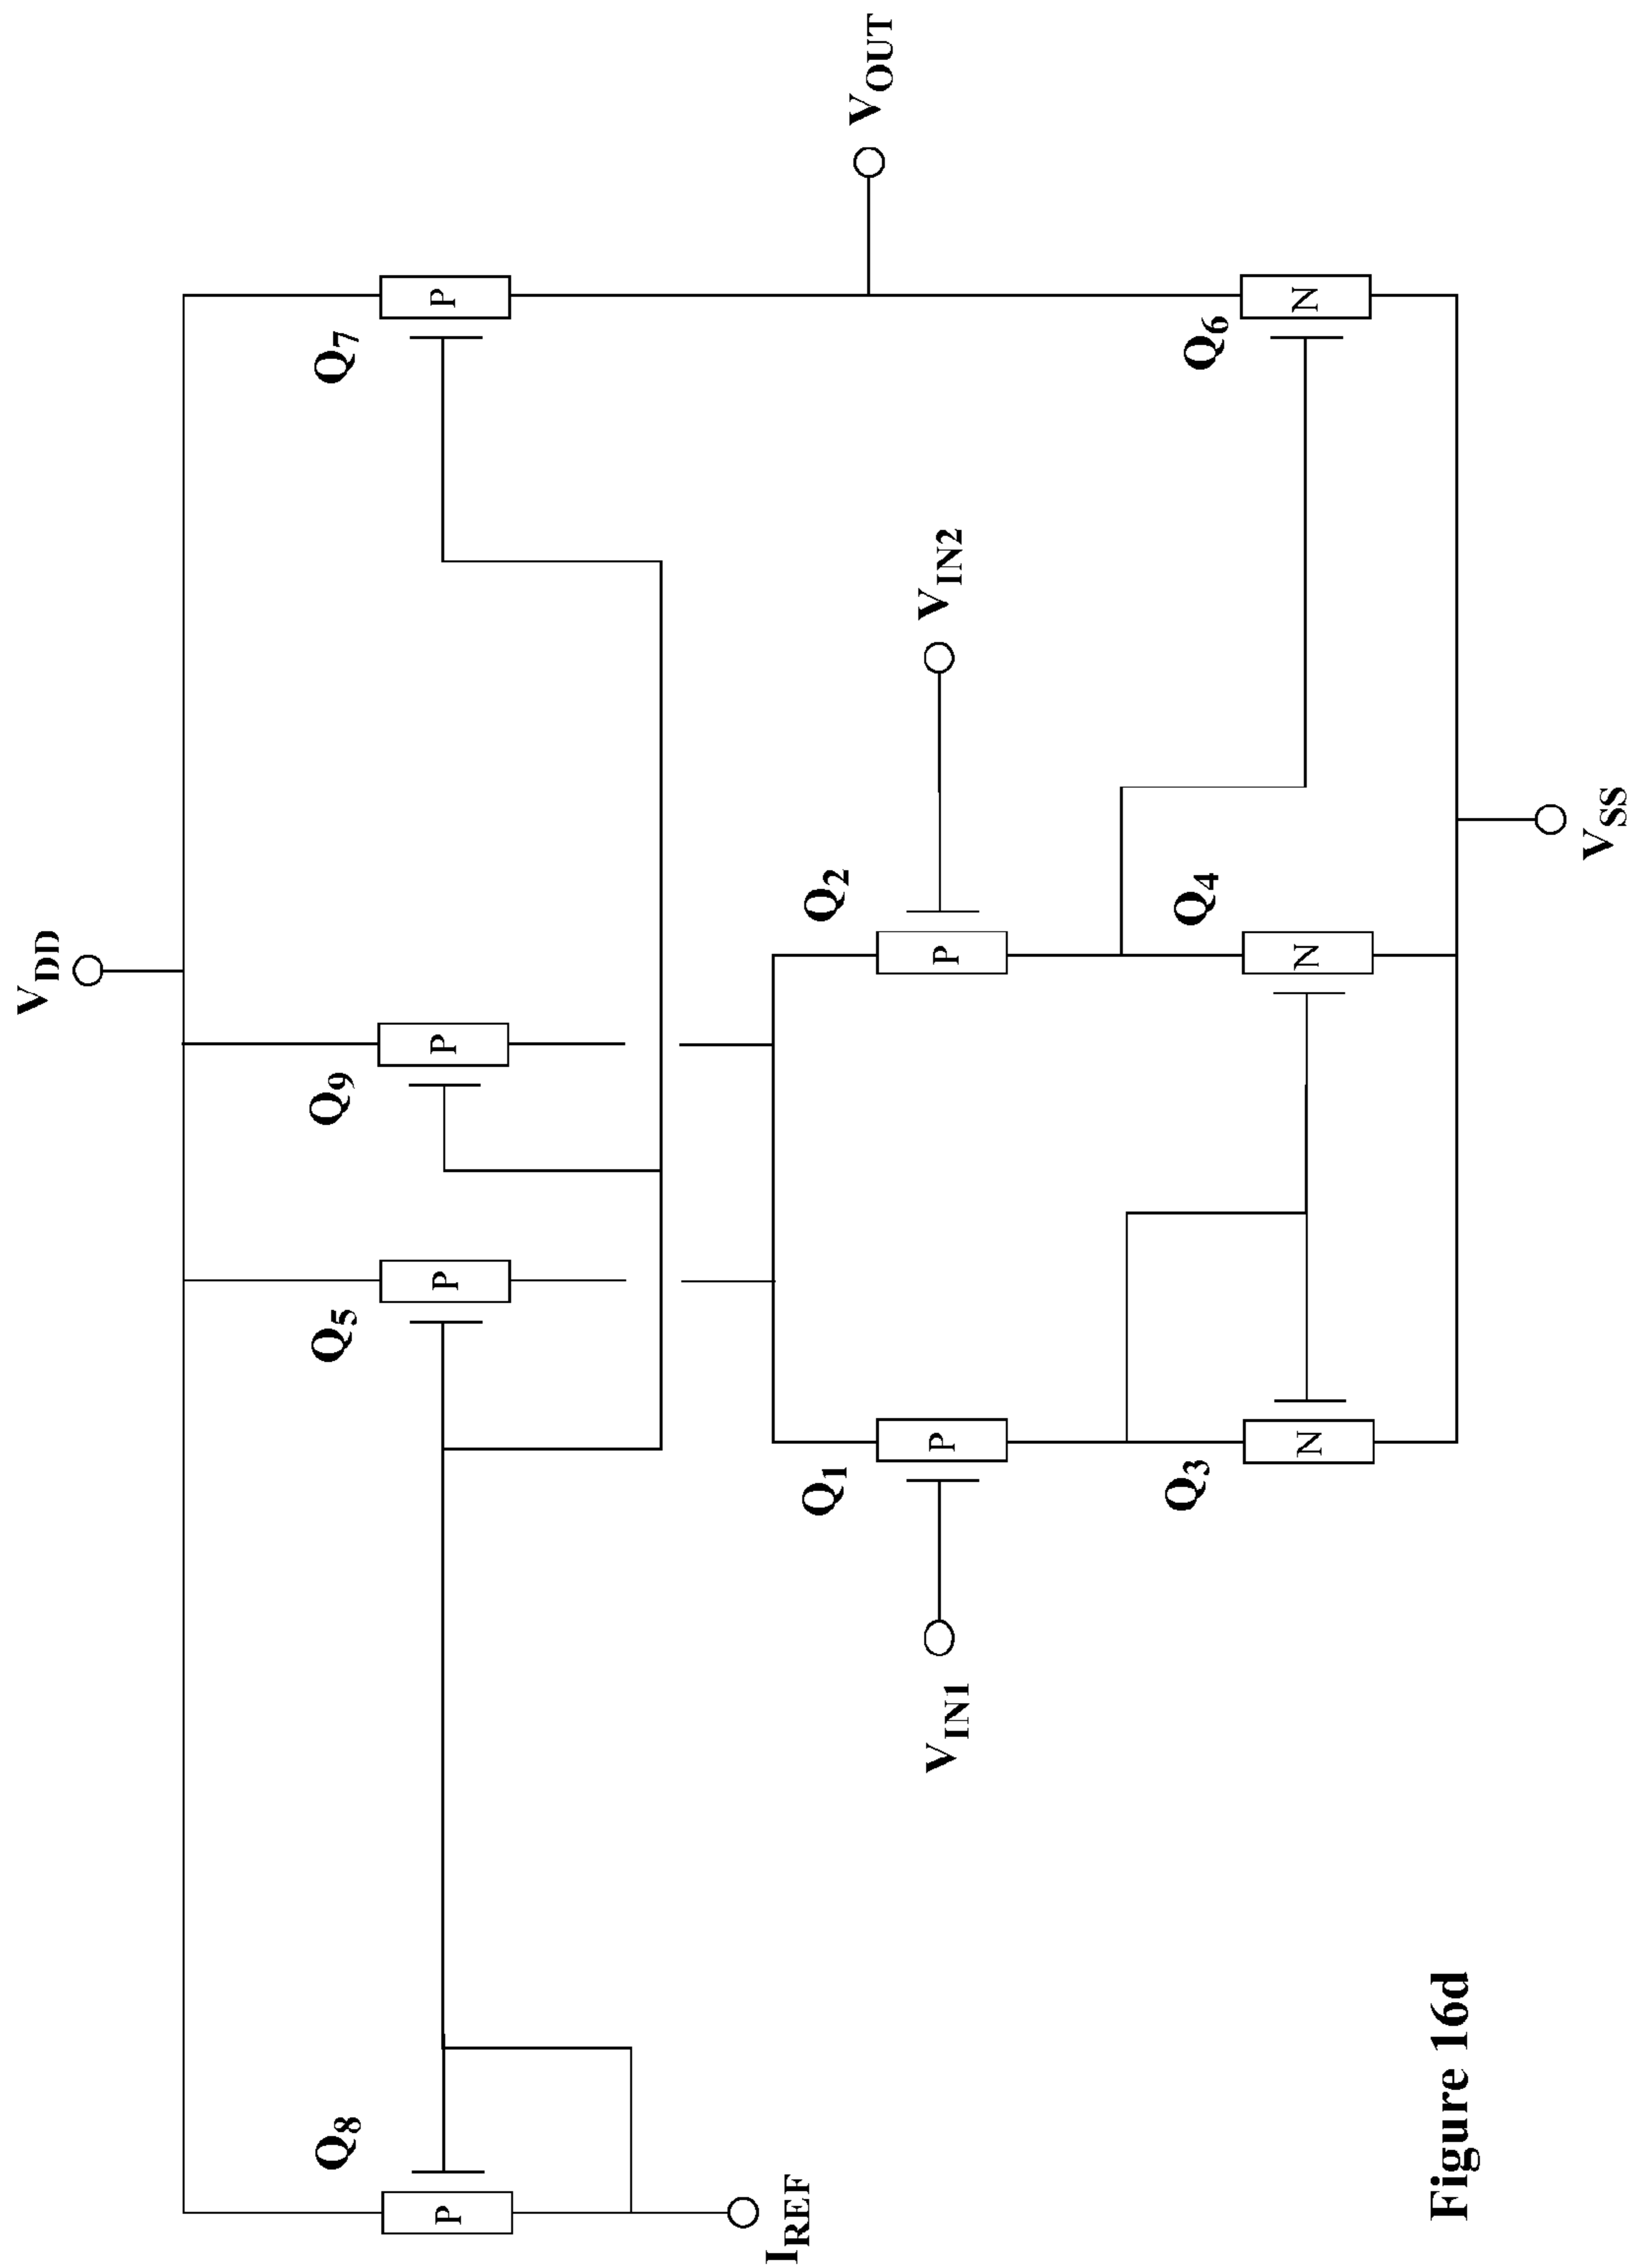 V_DD
Q_8
P
I_REF
Q_5
P
Q_9
P
Q_7
P
V_OUT
V_IN1
Q_1
P
Q_2
P
V_IN2
Q_3
N
Q_4
N
Q_6
N
V_SS
Figure 16d